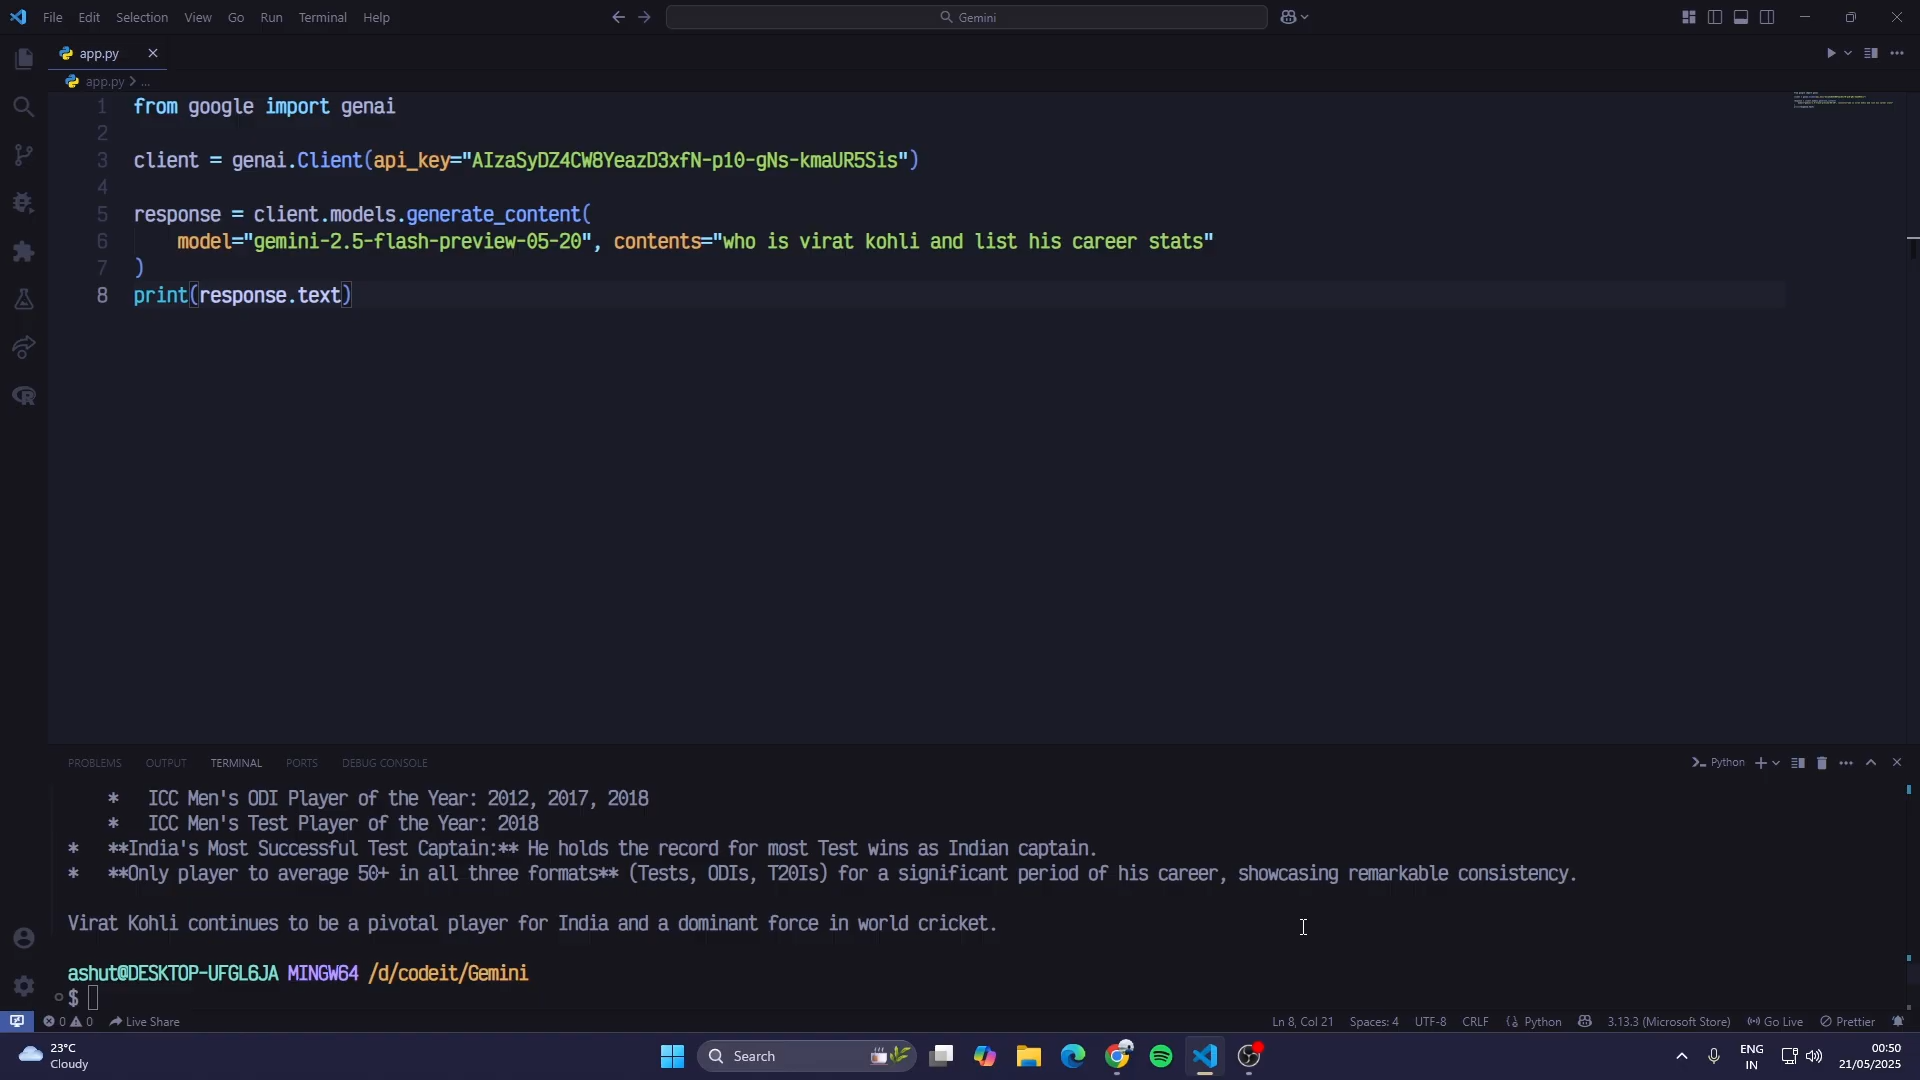 File Edit Selection View Go Run Terminal Help
Gemini
app.py
app.py > ...
1 from google import genai
2
3 client = genai.Client(api_key="AIzaSyDZ4CW8YeazD3xfN-p10-gNs-kmaUR5Sis")
4
5 response = client.models.generate_content(
6 model="gemini-2.5-flash-preview-05-20", contents="who is virat kohli and list his career stats"
7 )
8 print(response.text)
PROBLEMS OUTPUT TERMINAL PORTS DEBUG CONSOLE
Python
* ICC Men's ODI Player of the Year: 2012, 2017, 2018
* ICC Men's Test Player of the Year: 2018
* **India's Most Successful Test Captain:** He holds the record for most Test wins as Indian captain.
* **Only player to average 50+ in all three formats** (Tests, ODIs, T20Is) for a significant period of his career, showcasing remarkable consistency.
Virat Kohli continues to be a pivotal player for India and a dominant force in world cricket.
ashut@DESKTOP-UFGL6JA MINGW64 /d/codeit/Gemini
$
0 0 Live Share
Ln 8, Col 21 Spaces: 4 UTF-8 CRLF {} Python 3.13.3 (Microsoft Store) Go Live Prettier
23°C
Cloudy
Search
ENG
IN
00:50
21/05/2025